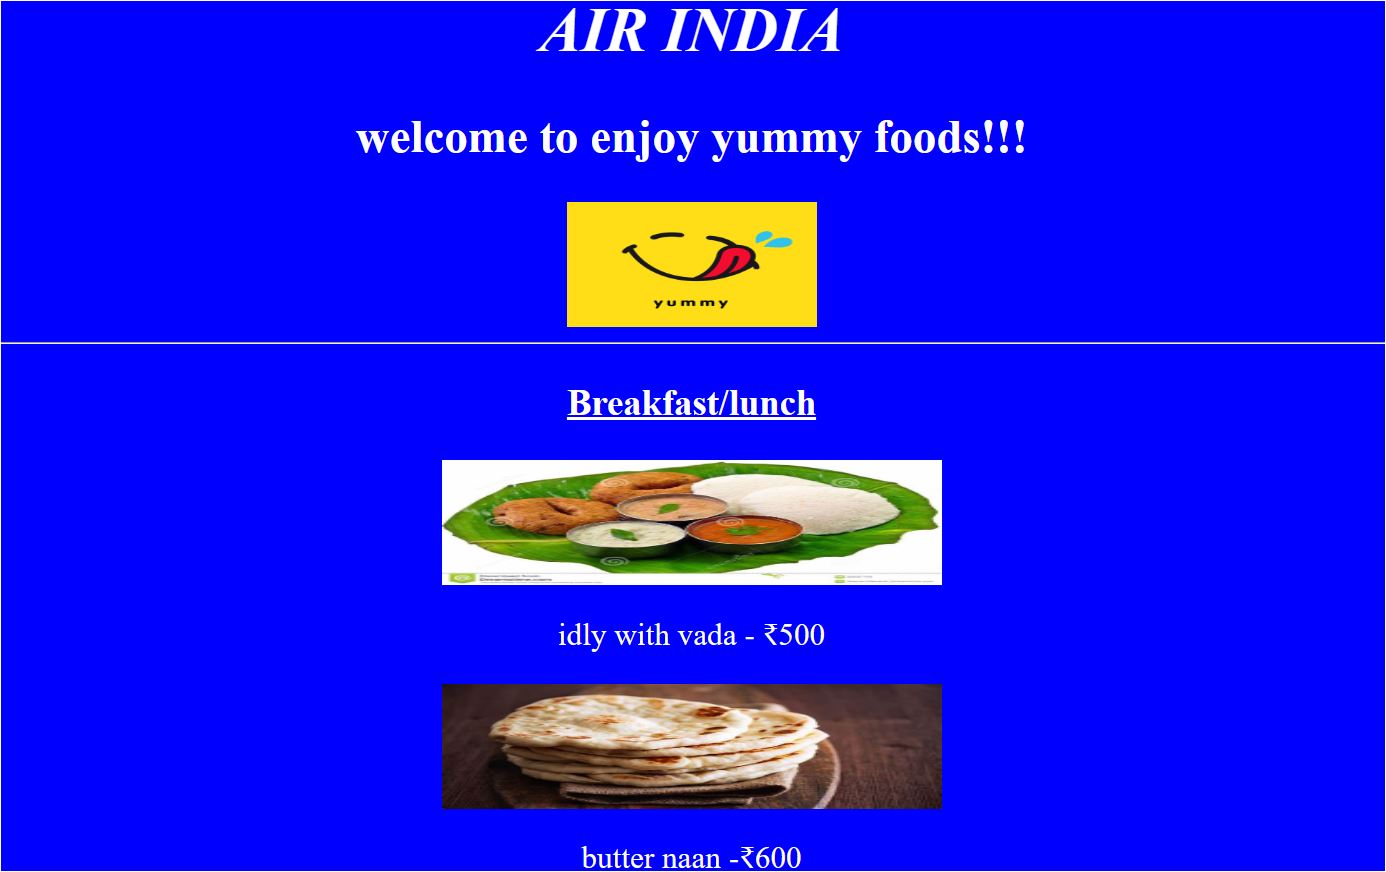 AIR INDIA
welcome to enjoy yummy foods!!!
yummy
Breakfast/lunch
idly with vada - ₹500
butter naan -₹600